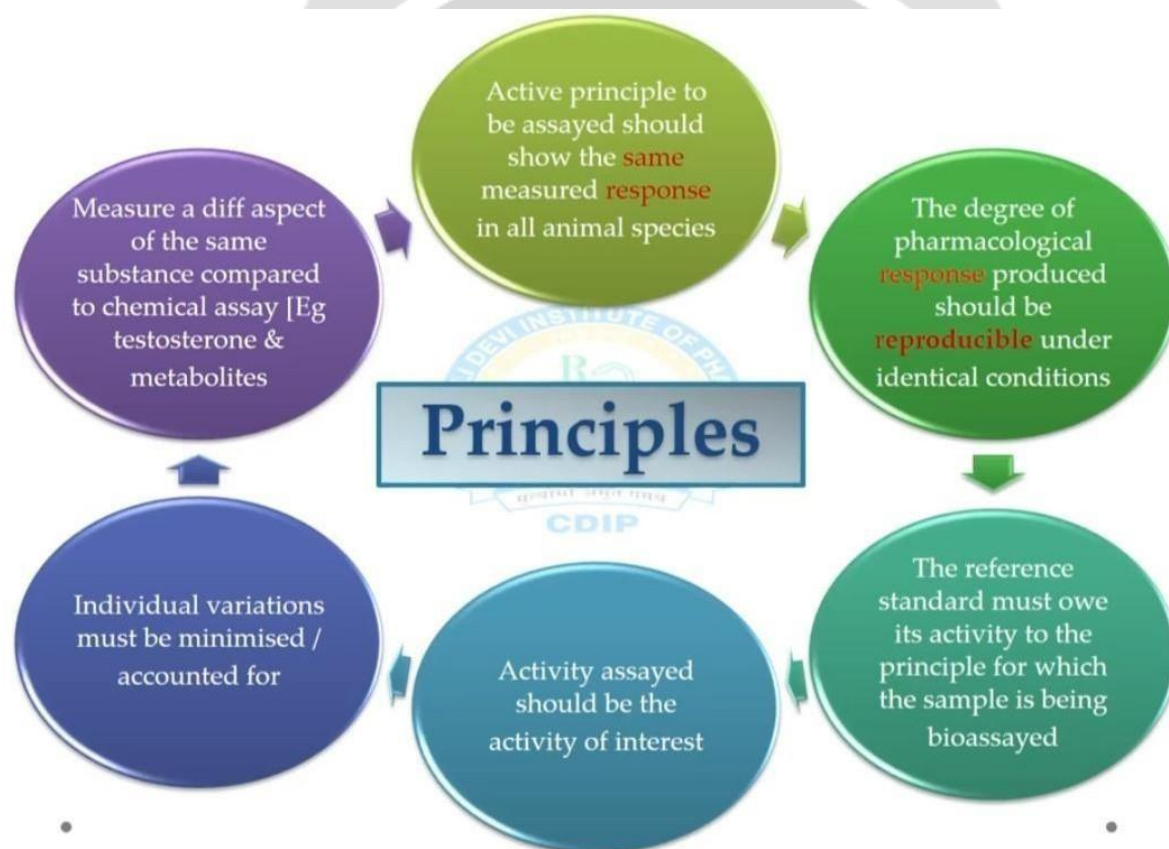 Active principle to
be assayed should
show the same
measured response
in all animal species
The degree of
pharmacological
response produced
should be
reproducible under
identical conditions
The reference
standard must owe
its activity to the
principle for which
the sample is being
bioassayed
Activity assayed
should be the
activity of interest
Individual variations
must be minimised /
accounted for
Measure a diff aspect
of the same
substance compared
to chemical assay [Eg
testosterone &
metabolites
Principles
DEVI INSTITUTE OF
CDIP